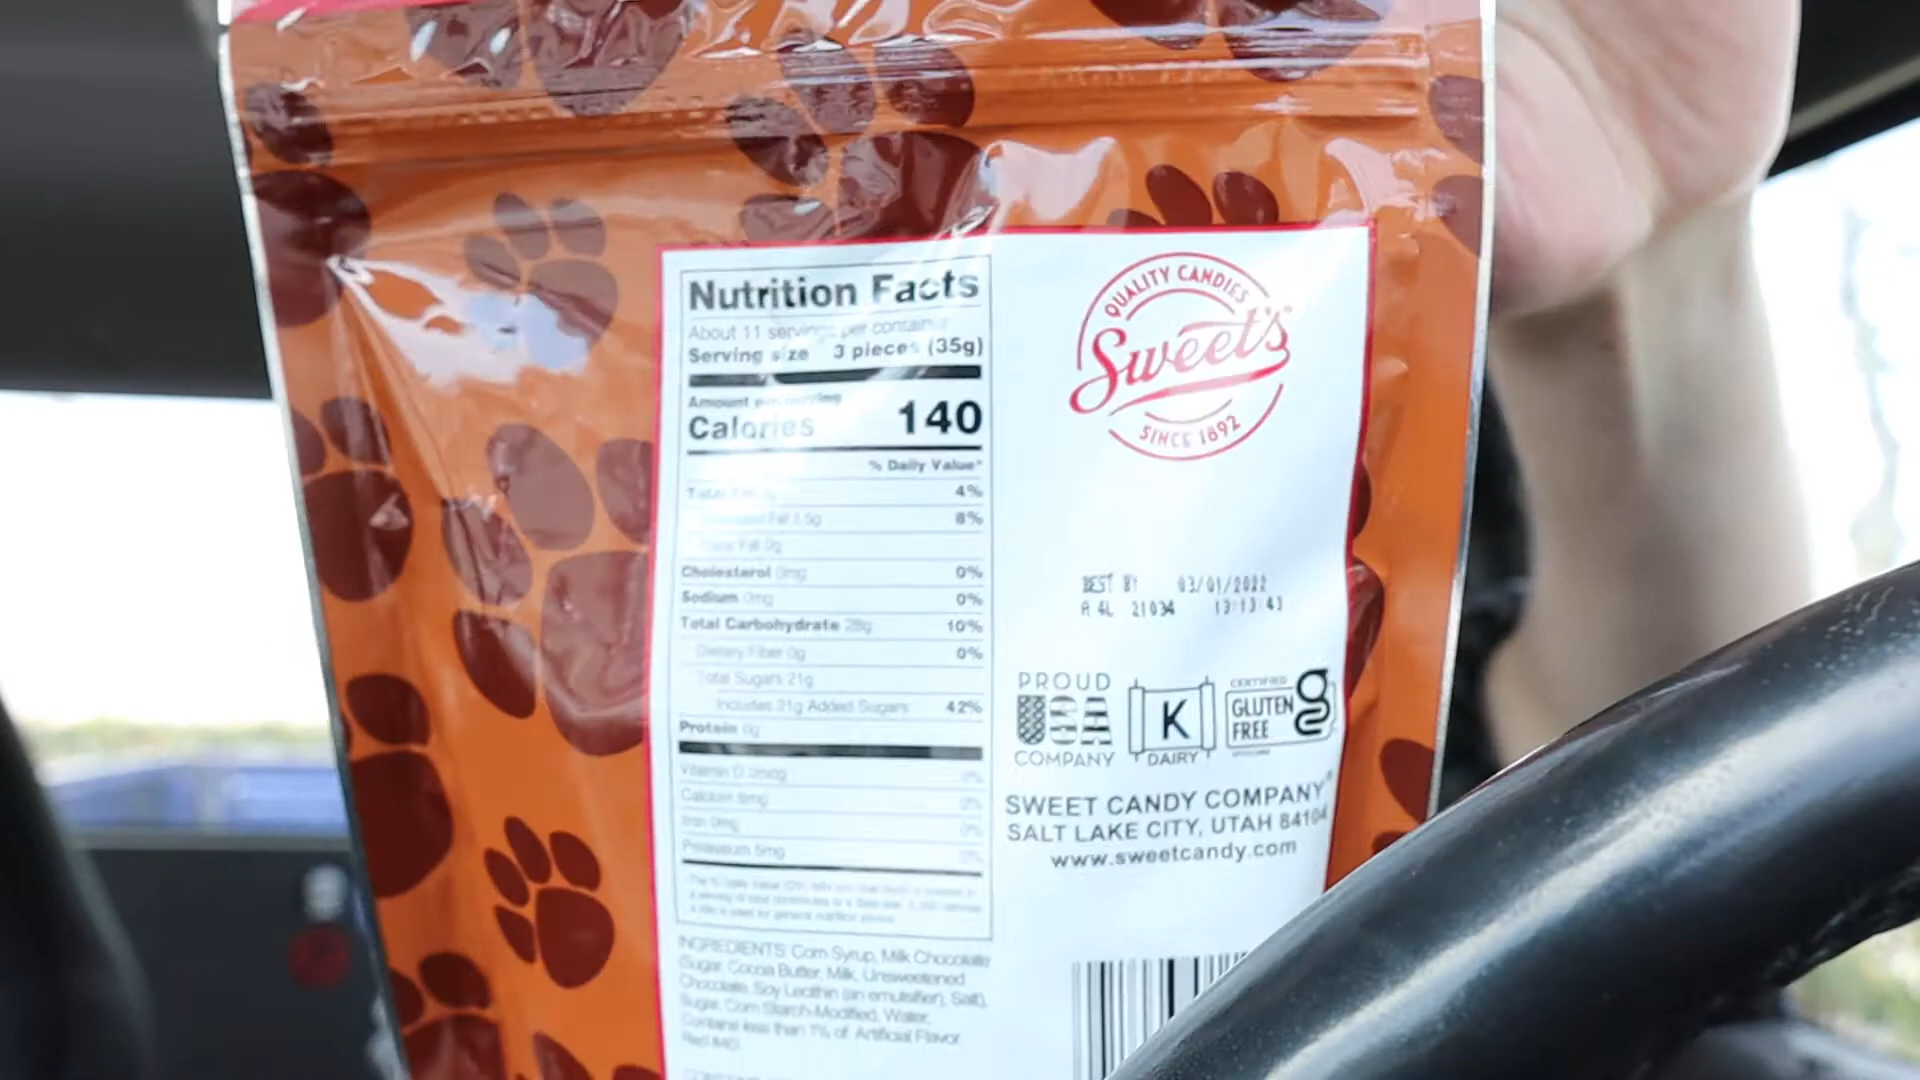 Nutrition Facts
About 11 servings per container
Serving size 3 pieces (35g)
Amount per serving
Calories 140
% Daily Value*
Total Fat 4%
Fat 1.5g 8%
Fat 0g
Cholesterol 0mg 0%
Sodium 0mg 0%
Total Carbohydrate 28g 10%
Dietary Fiber 0g 0%
Total Sugars 21g
Includes 21g Added Sugars 42%
Protein 0g
Vitamin D 0mcg 0%
Calcium 0%
Iron 0mg 0%
Potassium 5mg 0%
INGREDIENTS: Corn Syrup, Milk Chocolate
(Sugar, Cocoa Butter, Milk, Unsweetened
Chocolate, Soy Lecithin (an emulsifier), Salt),
Sugar, Corn Starch-Modified, Water,
Contains less than 1% of: Artificial Flavor
QUALITY CANDIES
Sweet's
SINCE 1892
BEST BY 03/01/2022
A 4L 21034 13:13:43
PROUD
USA
COMPANY
K
DAIRY
CERTIFIED
GLUTEN
FREE
SWEET CANDY COMPANY®
SALT LAKE CITY, UTAH 84104
www.sweetcandy.com